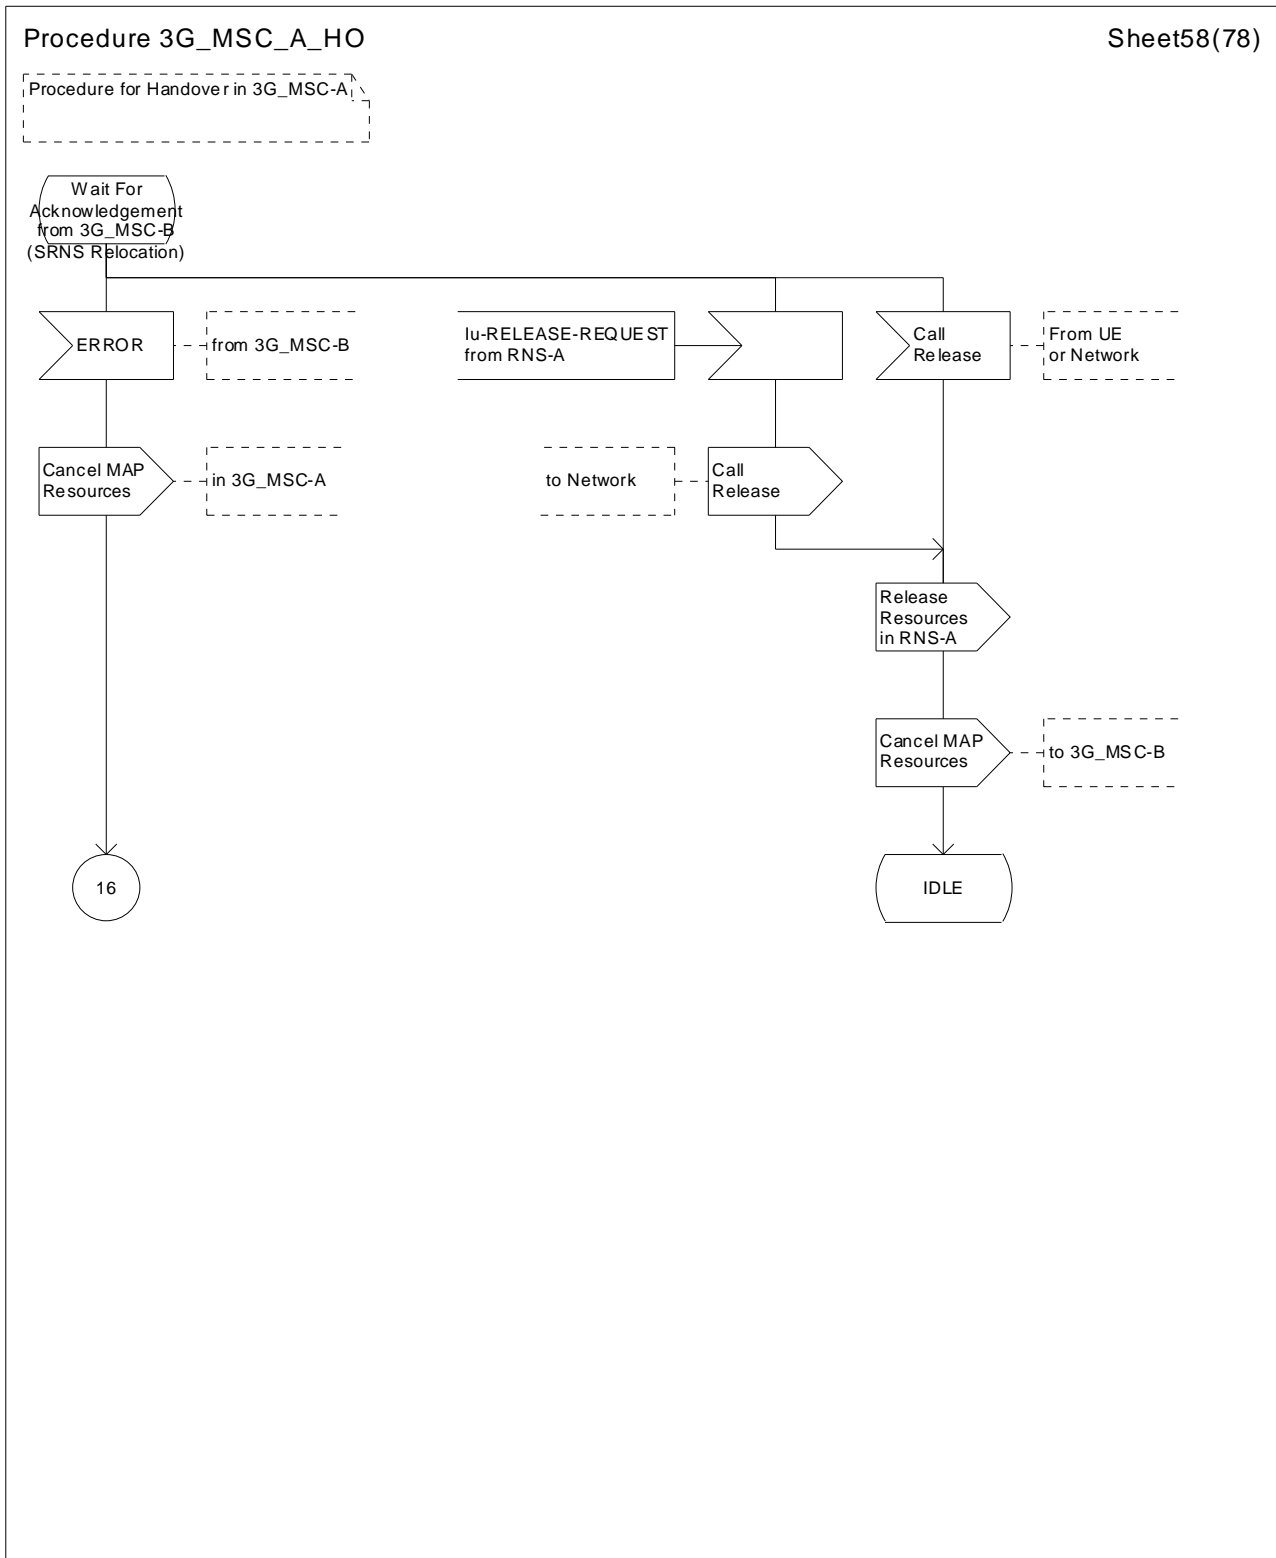 Procedure 3G_MSC_A_HO
Sheet58(78)
Procedure for Handover in 3G_MSC-A
Wait For
Acknowledgement
from 3G_MSC-B
(SRNS Relocation)
ERROR
from 3G_MSC-B
Iu-RELEASE-REQUEST
from RNS-A
Call
Release
From UE
or Network
Cancel MAP
Resources
in 3G_MSC-A
to Network
Call
Release
Release
Resources
in RNS-A
Cancel MAP
Resources
to 3G_MSC-B
16
IDLE